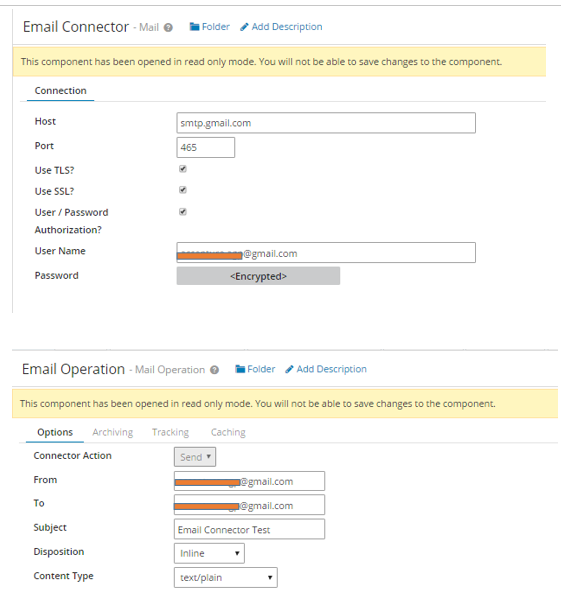 Email Connector - Mail Folder Add Description
This component has been opened in read only mode. You will not be able to save changes to the component.
Connection
Host smtp.gmail.com
Port 465
Use TLS?
Use SSL?
User / Password
Authorization?
User Name @gmail.com
Password <Encrypted>
Email Operation - Mail Operation Folder Add Description
This component has been opened in read only mode. You will not be able to save changes to the component.
Options Archiving Tracking Caching
Connector Action Send
From @gmail.com
To @gmail.com
Subject Email Connector Test
Disposition Inline
Content Type text/plain